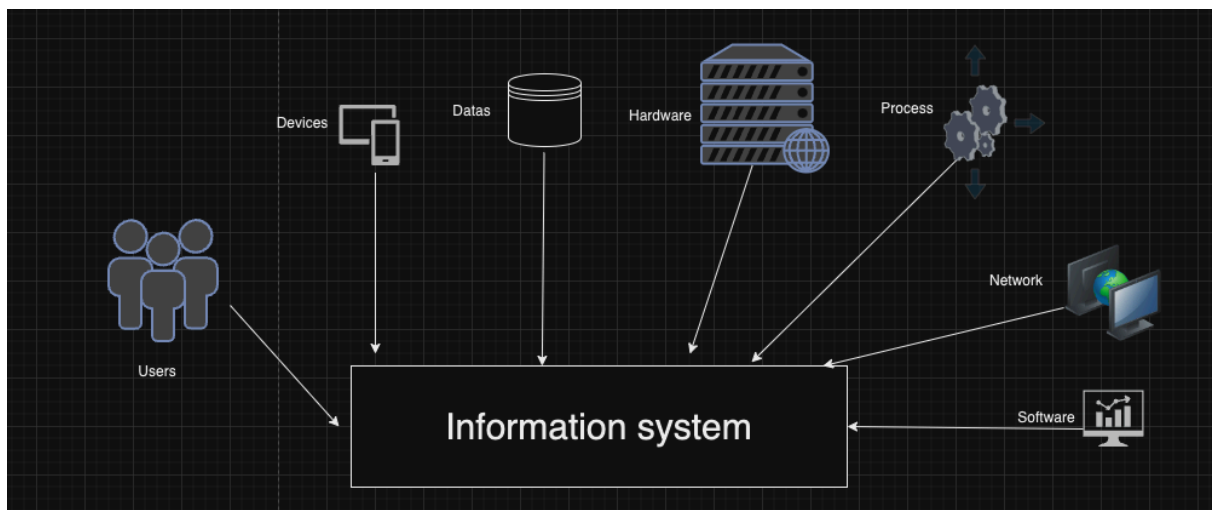 Devices
Datas
Hardware
Process
Users
Network
Software
Information system